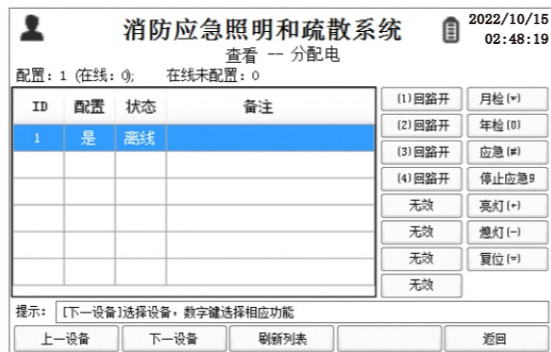 消防应急照明和疏散系统
2022/10/15
02:48:19
查看 -- 分配电
配置：1 (在线：0); 在线未配置：0
ID 配置 状态 备注
1 是 离线
(1)回路开 月检(*)
(2)回路开 年检(0)
(3)回路开 应急(#)
(4)回路开 停止应急9
无效 亮灯(+)
无效 熄灯(-)
无效 复位(=)
无效
提示： [下一设备]选择设备，数字键选择相应功能
上一设备 下一设备 刷新列表 返回